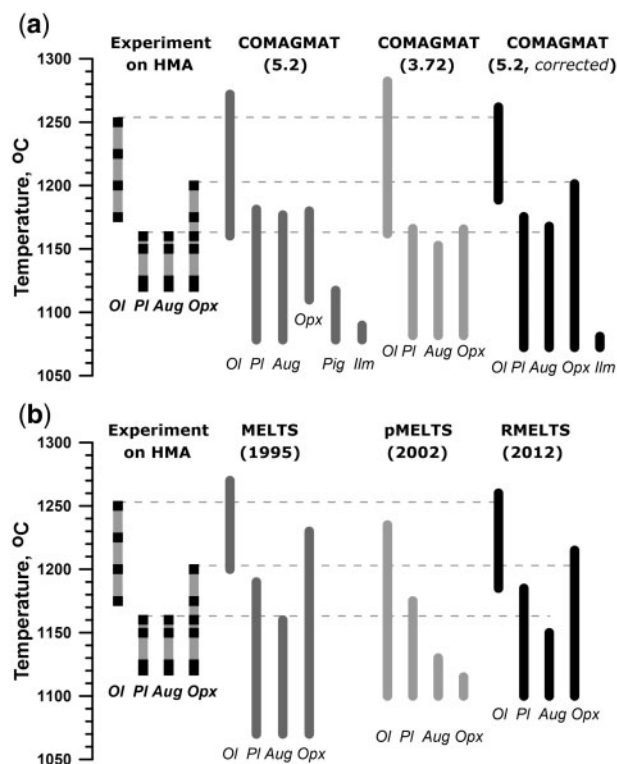 (a)
Experiment
on HMA
COMAGMAT
(5.2)
COMAGMAT
(3.72)
COMAGMAT
(5.2, corrected)
Temperature, °C
1300
1250
1200
1150
1100
1050
Ol Pl Aug Opx
Ol Pl Aug Opx Pig Ilm
Ol Pl Aug Opx
Ol Pl Aug Opx Ilm
(b)
Experiment
on HMA
MELTS
(1995)
pMELTS
(2002)
RMELTS
(2012)
Temperature, °C
1300
1250
1200
1150
1100
1050
Ol Pl Aug Opx
Ol Pl Aug Opx
Ol Pl Aug Opx
Ol Pl Aug Opx